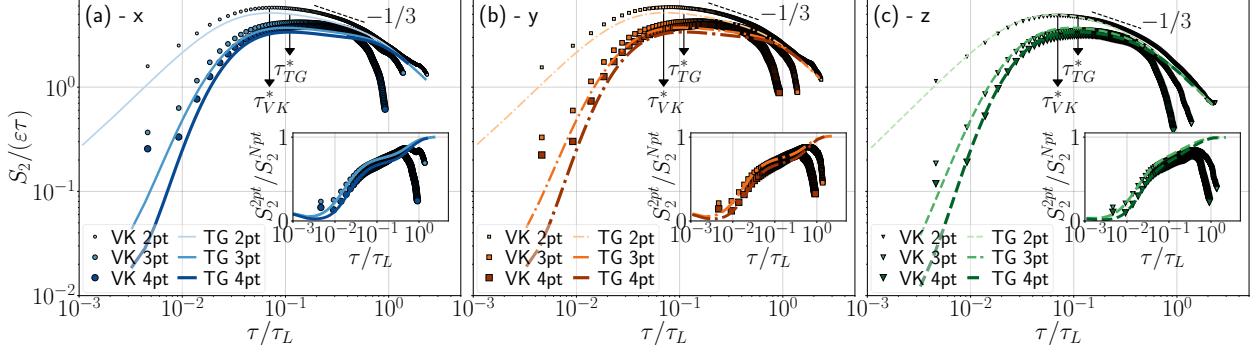 (a) - x
−1/3
τ*_TG
τ*_VK
S_2/(ετ)
10^0
10^−1
10^−2
S_2^{2pt}/S_2^{Npt}
1
0
10^−3
10^−2
10^−1
10^0
τ/τ_L
VK 2pt
VK 3pt
VK 4pt
TG 2pt
TG 3pt
TG 4pt
10^−3
10^−2
10^−1
10^0
τ/τ_L
(b) - y
−1/3
τ*_TG
τ*_VK
S_2^{2pt}/S_2^{Npt}
1
0
10^−3
10^−2
10^−1
10^0
τ/τ_L
VK 2pt
VK 3pt
VK 4pt
TG 2pt
TG 3pt
TG 4pt
10^−2
10^−1
10^0
τ/τ_L
(c) - z
−1/3
τ*_TG
τ*_VK
S_2^{2pt}/S_2^{Npt}
1
0
10^−2
10^−1
10^0
τ/τ_L
VK 2pt
VK 3pt
VK 4pt
TG 2pt
TG 3pt
TG 4pt
10^−2
10^−1
10^0
τ/τ_L